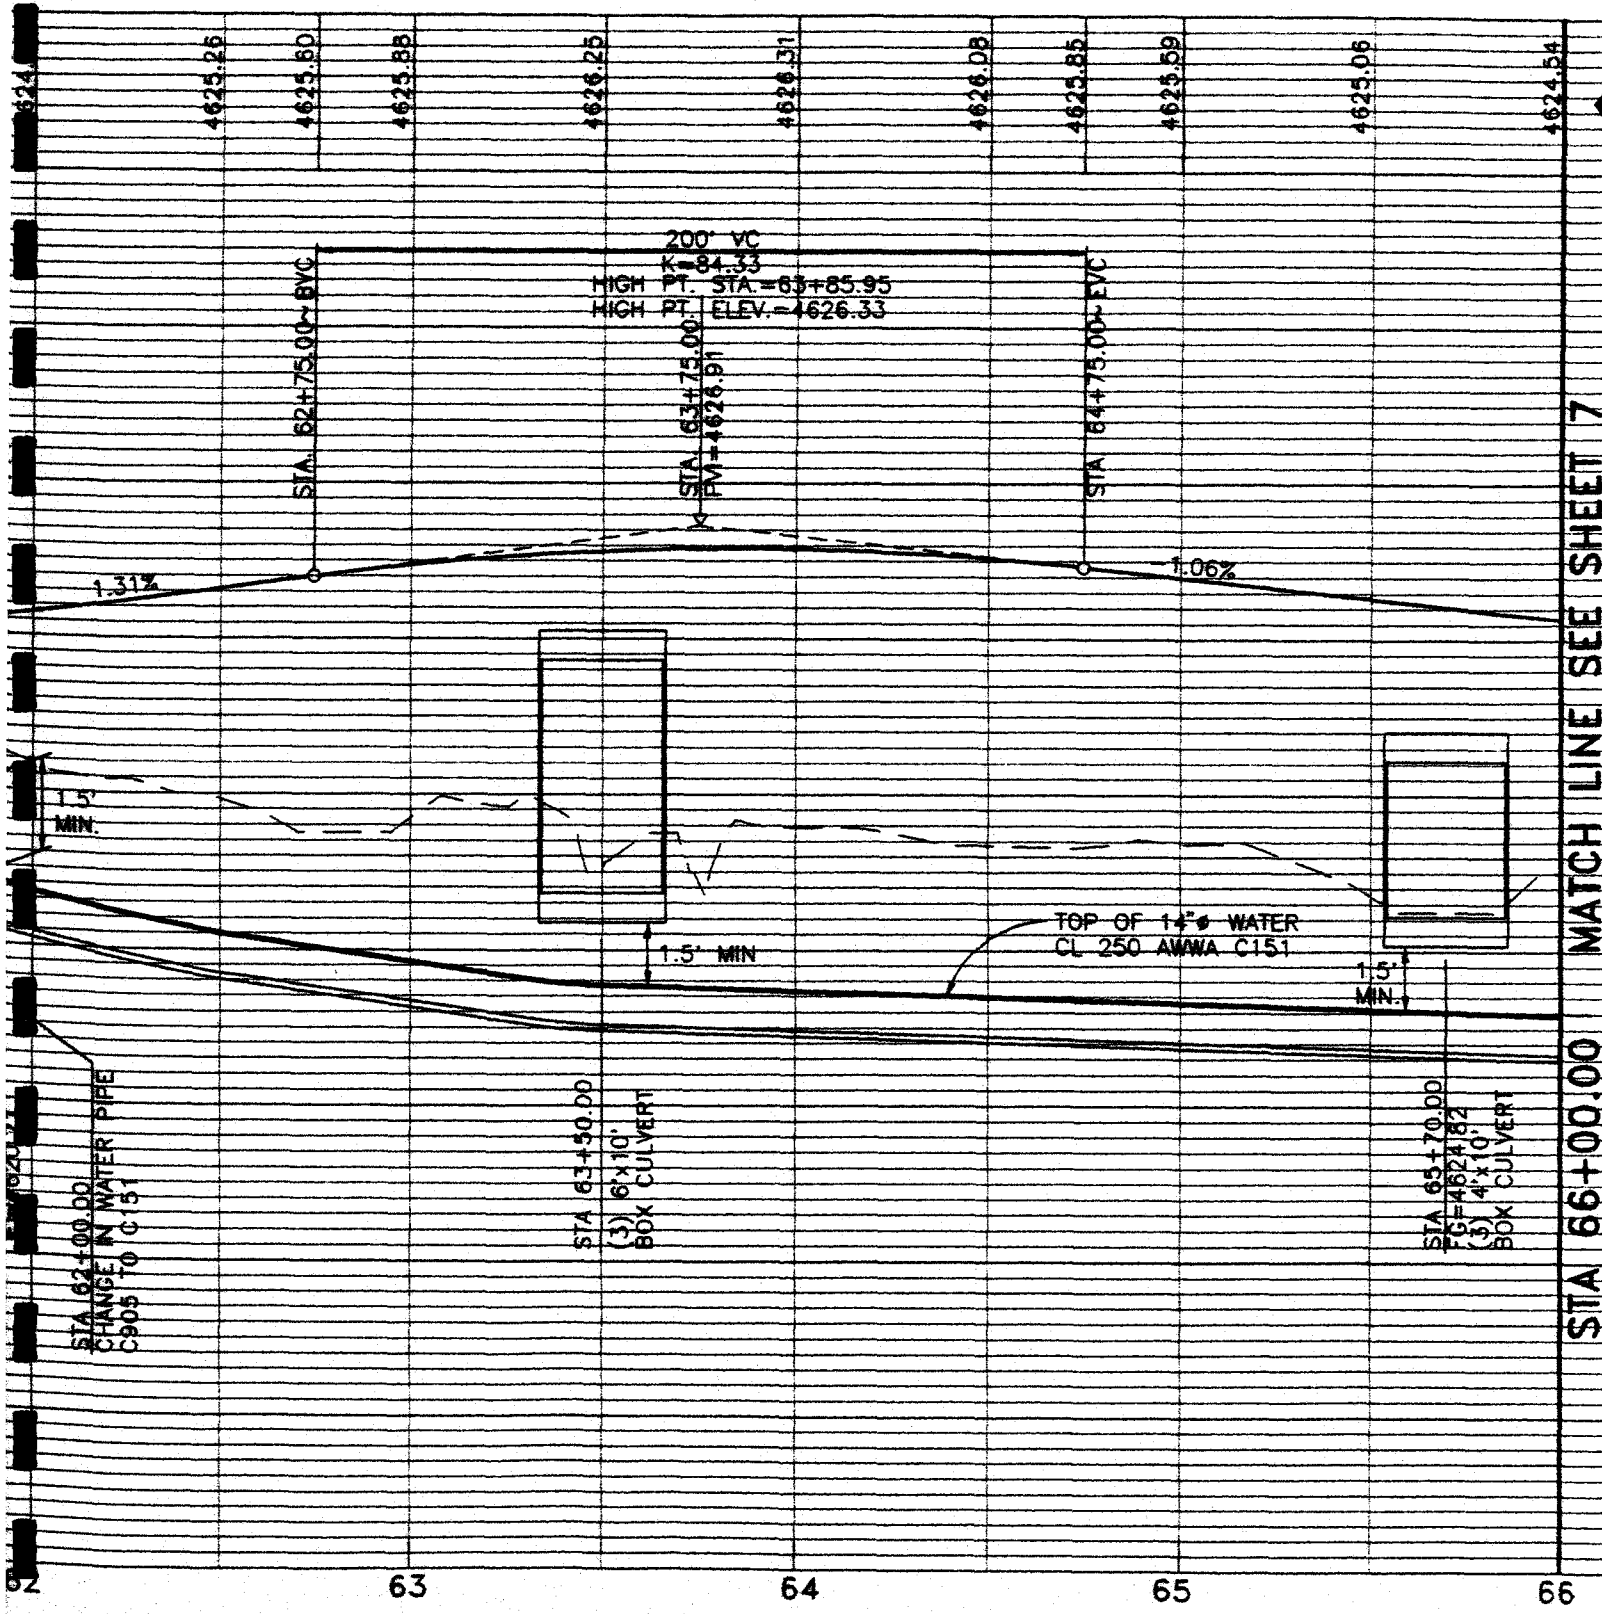 4624.
4625.26
4625.60
4625.88
4626.25
4626.31
4626.08
4625.85
4625.59
4625.06
4624.54
200' VC
K=84.33
HIGH PT. STA.=63+85.95
HIGH PT. ELEV.=4626.33
STA. 62+75.00~BVC
STA. 63+75.00
PVI=4626.91
STA. 64+75.00~EVC
1.31%
-1.06%
1.5'
MIN.
1.5' MIN
TOP OF 14"ø WATER
CL 250 AWWA C151
1.5'
MIN.
STA 62+00.00
CHANGE IN WATER PIPE
C905 TO C151
STA 63+50.00
(3) 6'x10'
BOX CULVERT
STA 65+70.00
FG=4624.82
(3) 4'x10'
BOX CULVERT
STA 66+00.00 MATCH LINE SEE SHEET 7
62
63
64
65
66